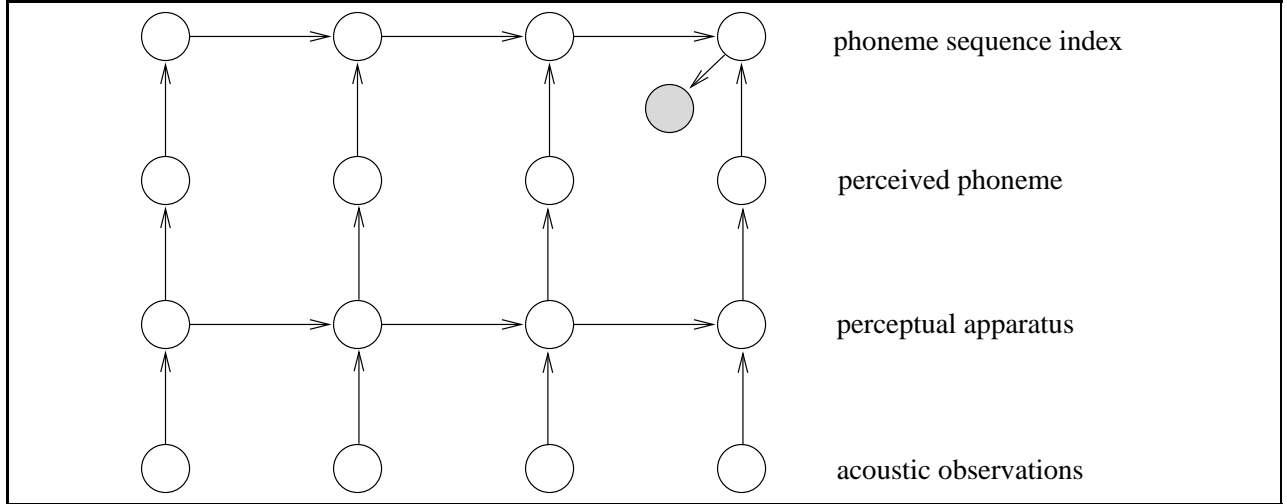 phoneme sequence index
perceived phoneme
perceptual apparatus
acoustic observations